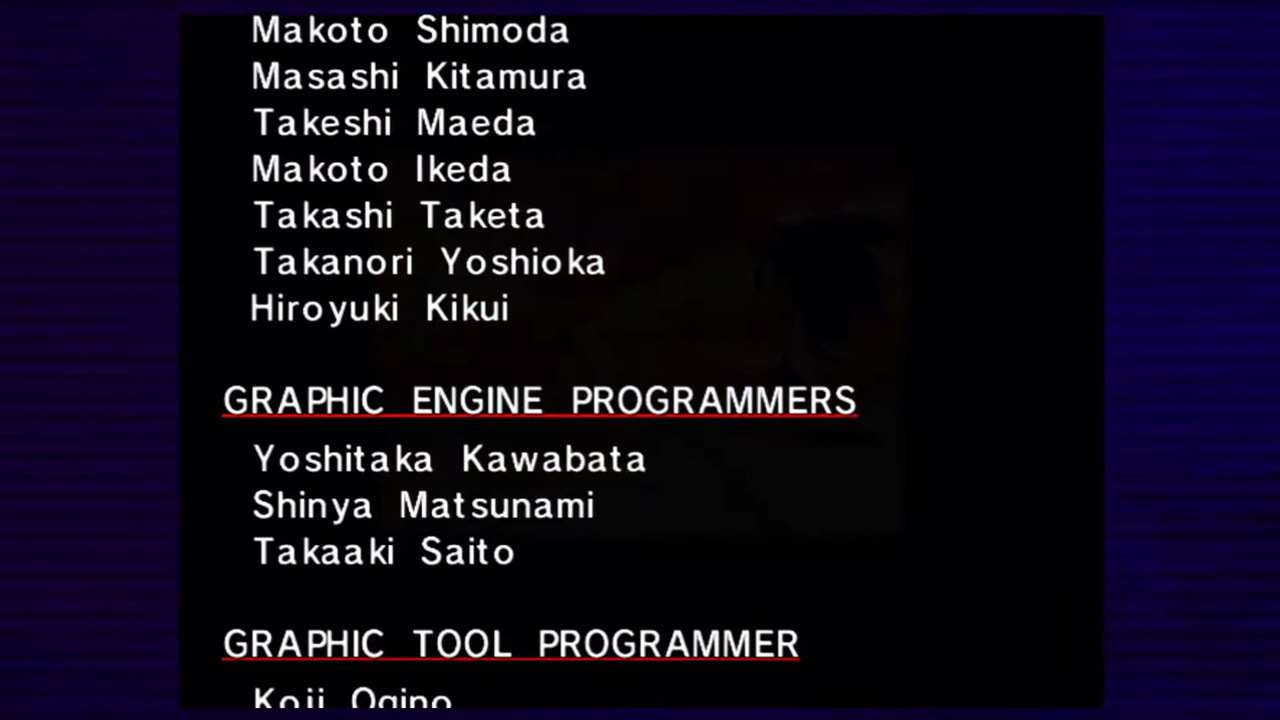 Makoto Shimoda
Masashi Kitamura
Takeshi Maeda
Makoto Ikeda
Takashi Taketa
Takanori Yoshioka
Hiroyuki Kikui
GRAPHIC ENGINE PROGRAMMERS
Yoshitaka Kawabata
Shinya Matsunami
Takaaki Saito
GRAPHIC TOOL PROGRAMMER
Koji Ogino